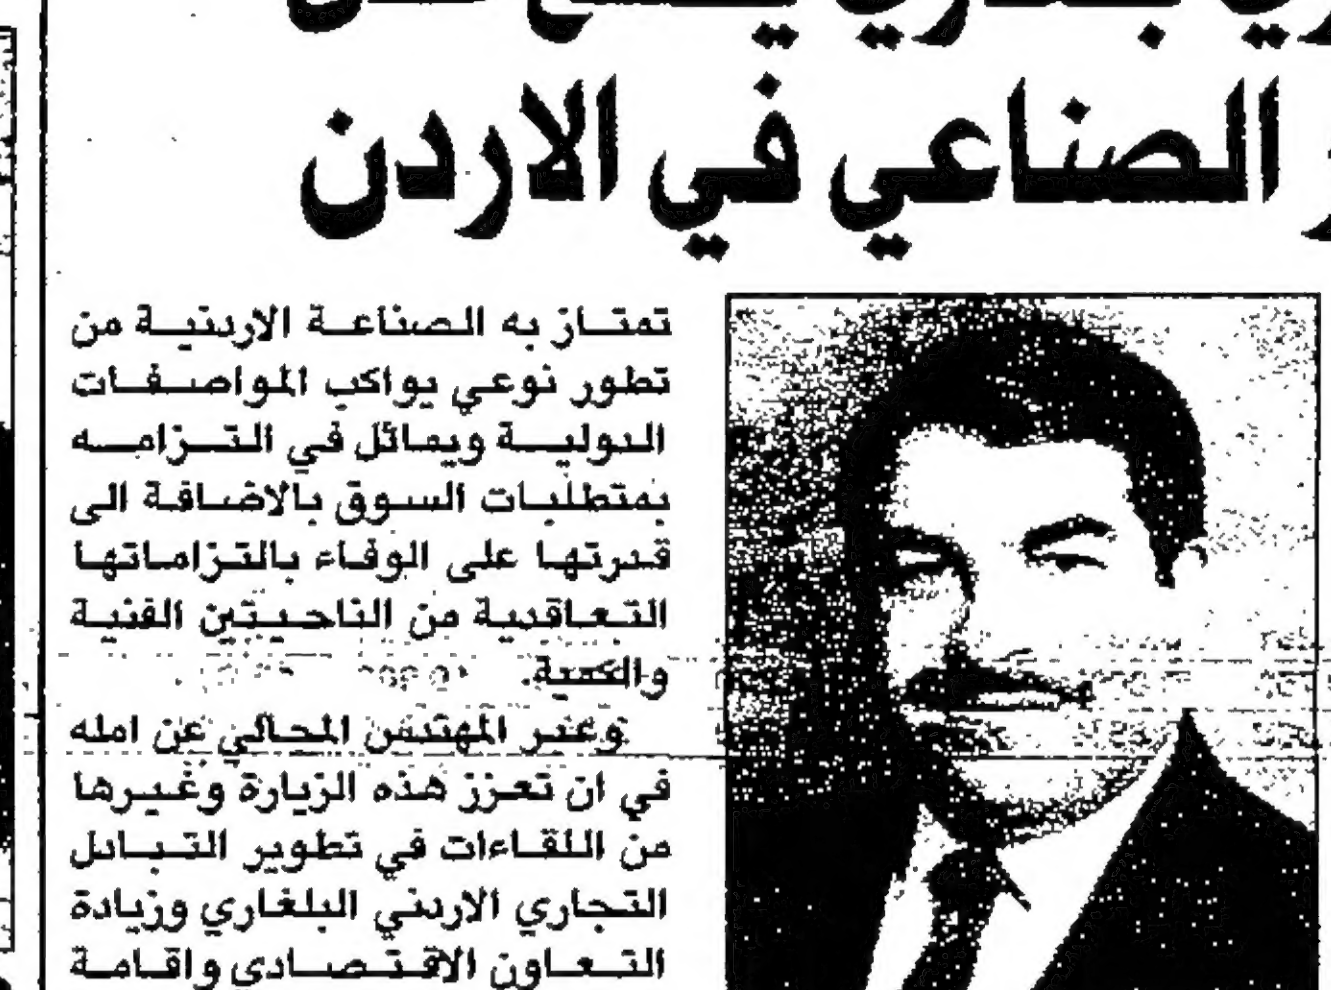 الصناعي في الاردن
تمتاز به الصناعة الاردنية من
تطور نوعي يواكب المواصفات
الدولية ويماثل في التزامه
بمتطلبات السوق بالاضافة الى
قدرتها على الوفاء بالتزاماتها
التعاقدية من الناحيتين الفنية
والكمية.
وعبر المهندس المجالي عن امله
في ان تعزز هذه الزيارة وغيرها
من اللقاءات في تطوير التبادل
التجاري الاردني البلغاري وزيادة
التعاون الاقتصادي واقامة